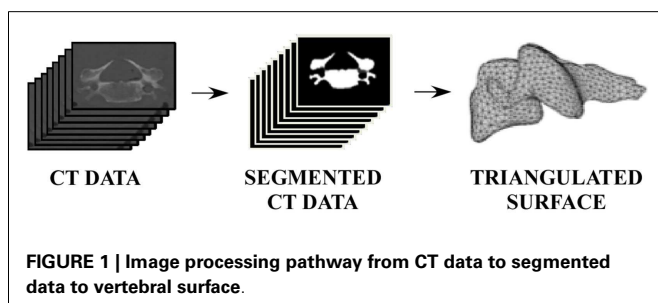 CT DATA
SEGMENTED
CT DATA
TRIANGULATED
SURFACE
FIGURE 1 | Image processing pathway from CT data to segmented
data to vertebral surface.